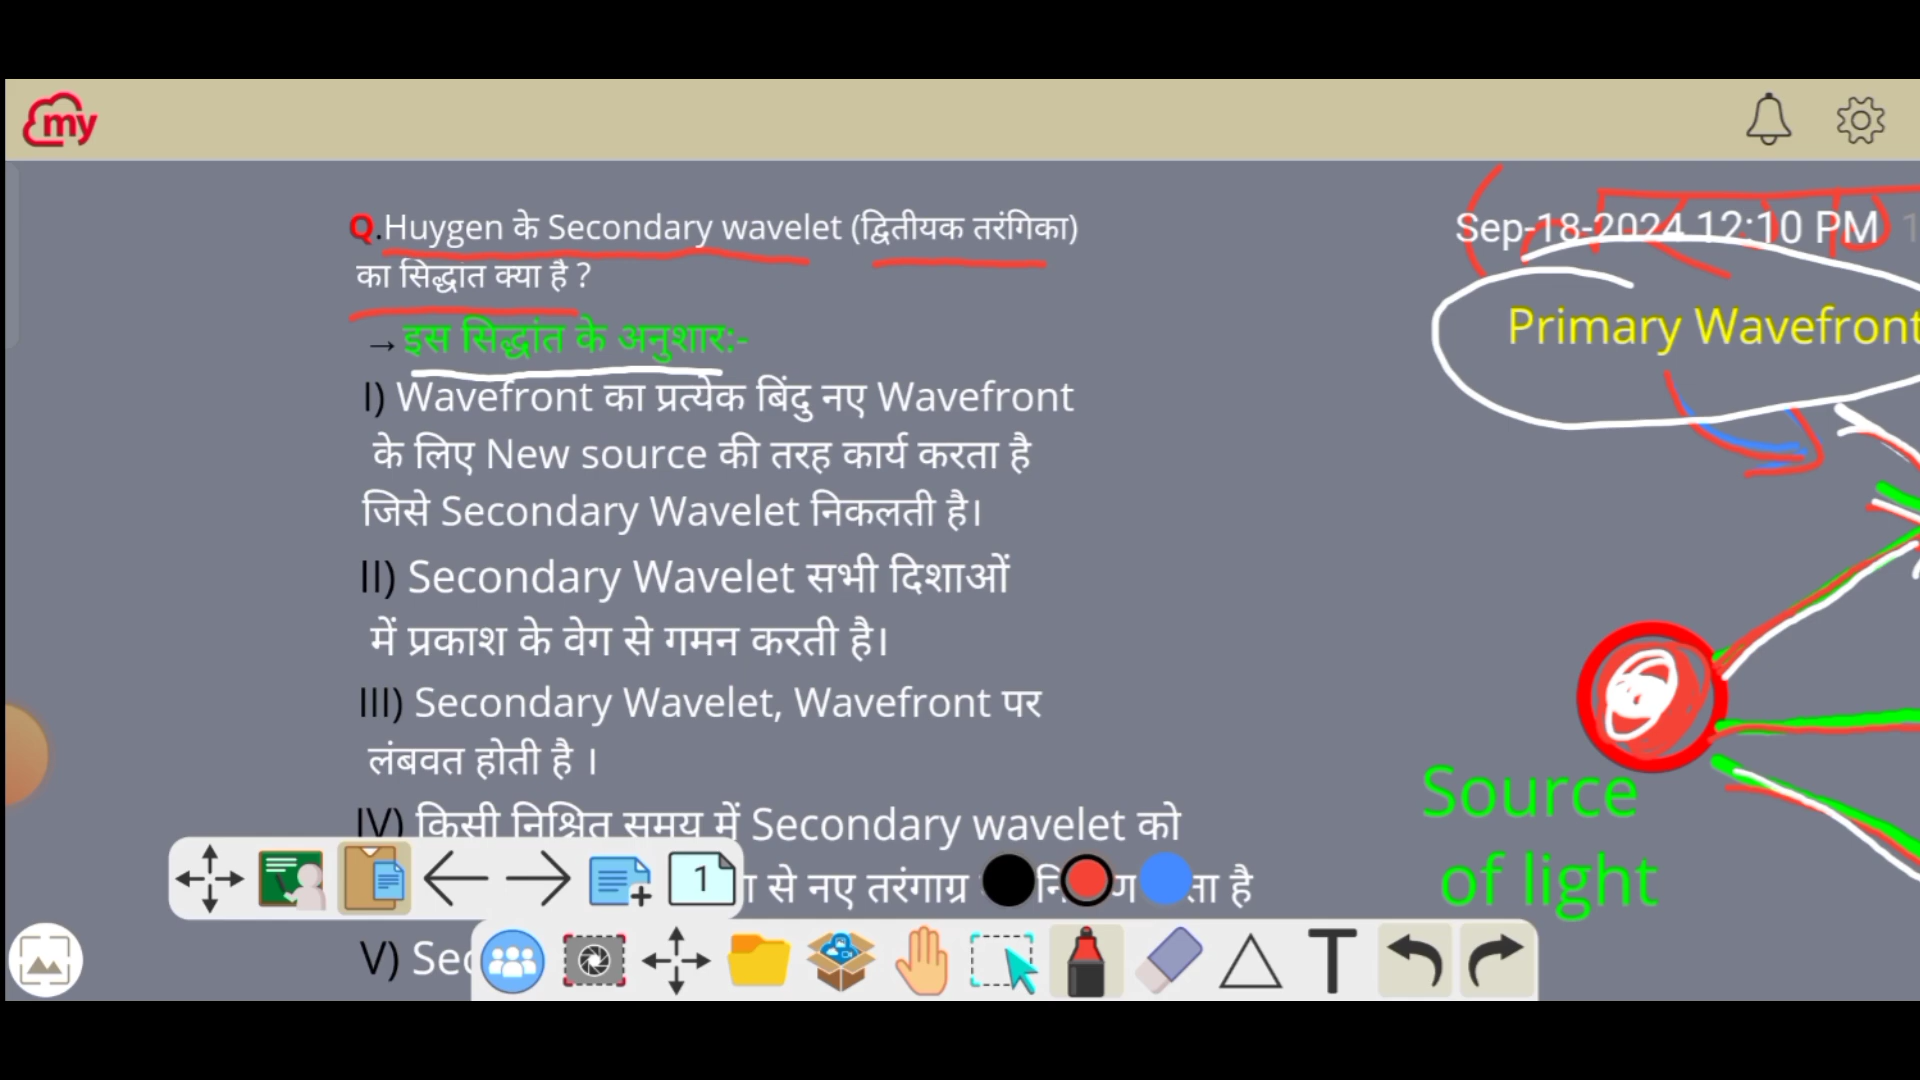 my
Q.Huygen के Secondary wavelet (द्वितीयक तरंगिका)
का सिद्धांत क्या है ?
→इस सिद्धांत के अनुशार:-
I) Wavefront का प्रत्येक बिंदु नए Wavefront
के लिए New source की तरह कार्य करता है
जिसे Secondary Wavelet निकलती है।
II) Secondary Wavelet सभी दिशाओं
में प्रकाश के वेग से गमन करती है।
III) Secondary Wavelet, Wavefront पर
लंबवत होती है ।
IV) किसी निश्चित समय में Secondary wavelet को
से नए तरंगाग्र
है
V)
Sep-18-2024 12:10 PM
Primary Wavefront
Source
of light
1
T